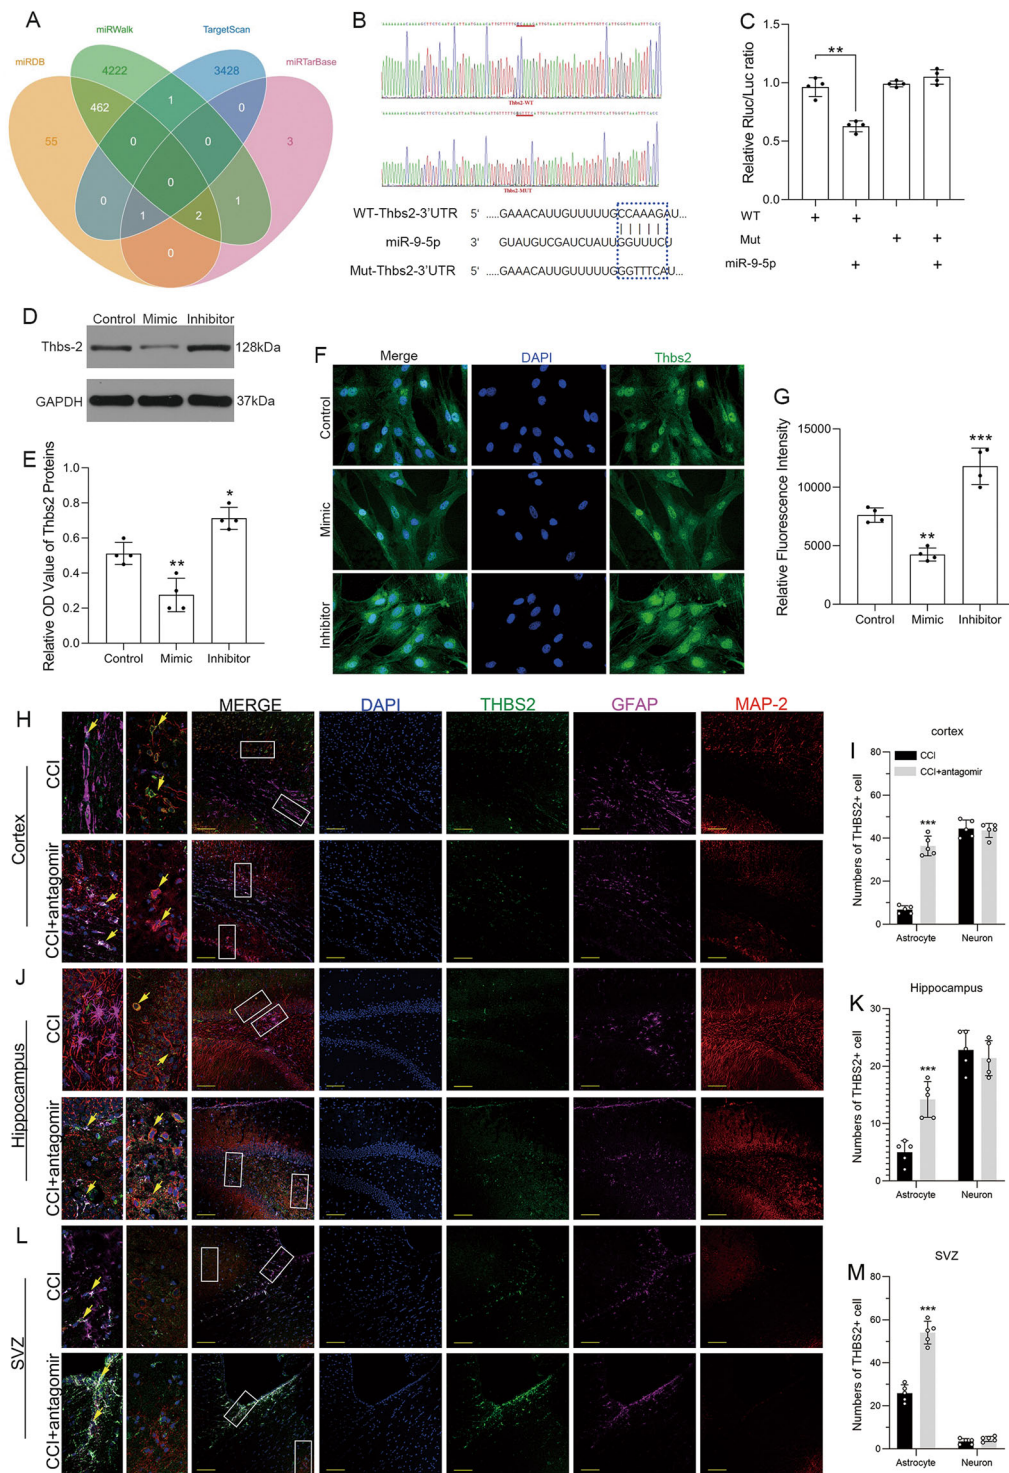 A
miRWalk
TargetScan
miRDB
miRTarBase
4222
3428
462
1
0
55
0
0
3
0
0
1
1
2
0
B
Thbs2-WT
Thbs2-MUT
WT-Thbs2-3'UTR 5' .....GAAACAUUGUUUUUGCCAAAGAU...
miR-9-5p 3' GUAUGUCGAUCUAUUGGUUUCU
Mut-Thbs2-3'UTR 5' .....GAAACAUUGUUUUUGGGTTTCAU...
C
Relative Rluc/Luc ratio
1.5
1.0
0.5
0.0
**
WT + +
Mut + +
miR-9-5p + +
D
Control Mimic Inhibitor
Thbs-2 128kDa
GAPDH 37kDa
E
Relative OD Value of Thbs2 Proteins
1.0
0.8
0.6
0.4
0.2
0.0
**
*
Control Mimic Inhibitor
F
Merge DAPI Thbs2
Control
Mimic
Inhibitor
G
Relative Fluorescence Intensity
15000
10000
5000
0
**
***
Control Mimic Inhibitor
H
MERGE DAPI THBS2 GFAP MAP-2
Cortex
CCI
CCI+antagomir
I
cortex
Numbers of THBS2+ cell
80
60
40
20
0
CCI
CCI+antagomir
***
Astrocyte Neuron
J
Hippocampus
CCI
CCI+antagomir
K
Hippocampus
Numbers of THBS2+ cell
30
20
10
0
***
Astrocyte Neuron
L
SVZ
CCI
CCI+antagomir
M
SVZ
Numbers of THBS2+ cell
80
60
40
20
0
***
Astrocyte Neuron